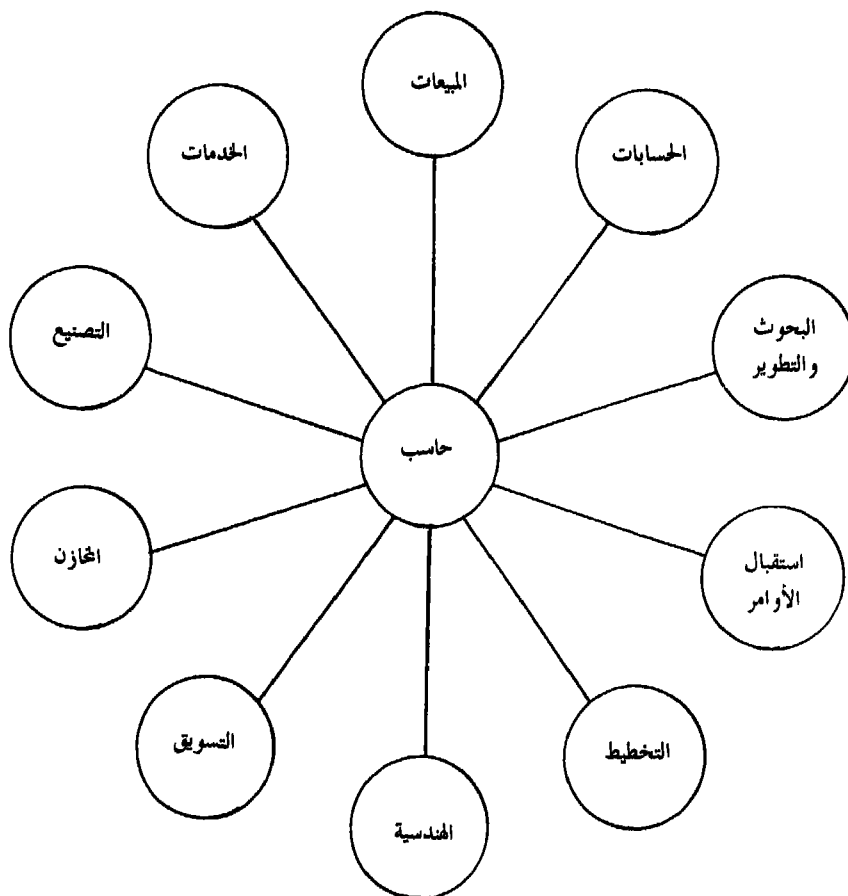 المبيعات
الحسابات
الخدمات
البحوث
والتطوير
التصنيع
حاسب
استقبال
الأوامر
المخازن
التخطيط
التسويق
الهندسية